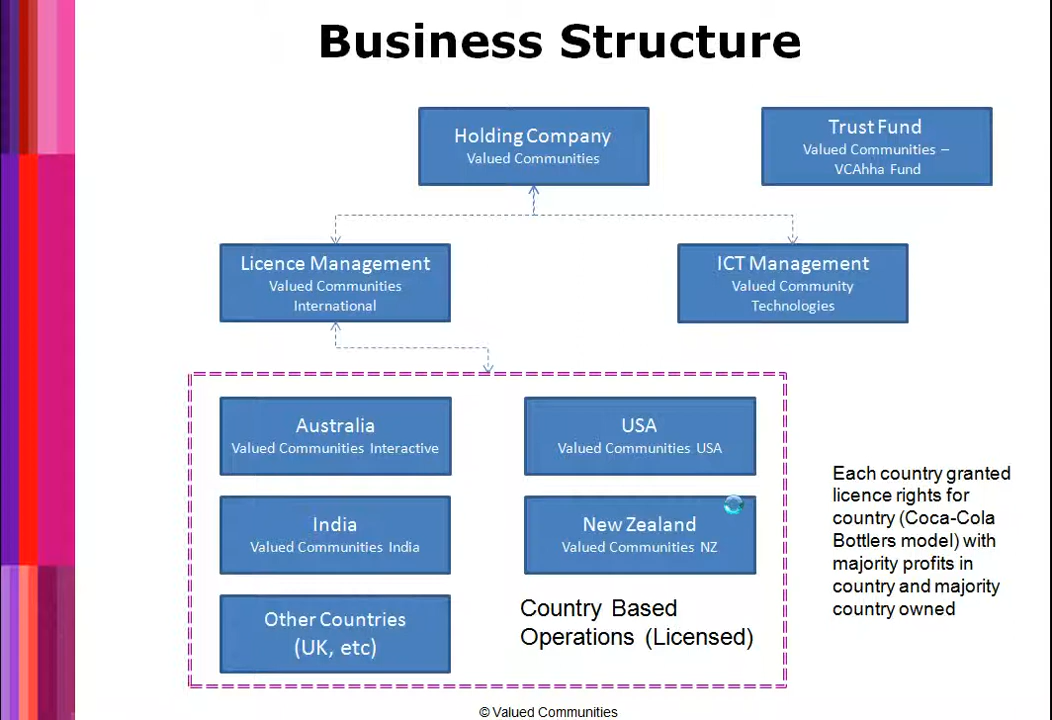 Business Structure
Holding Company
Valued Communities
Trust Fund
Valued Communities –
VCAhha Fund
Licence Management
Valued Communities
International
ICT Management
Valued Community
Technologies
Australia
Valued Communities Interactive
USA
Valued Communities USA
India
Valued Communities India
New Zealand
Valued Communities NZ
Other Countries
(UK, etc)
Country Based
Operations (Licensed)
Each country granted
licence rights for
country (Coca-Cola
Bottlers model) with
majority profits in
country and majority
country owned
© Valued Communities